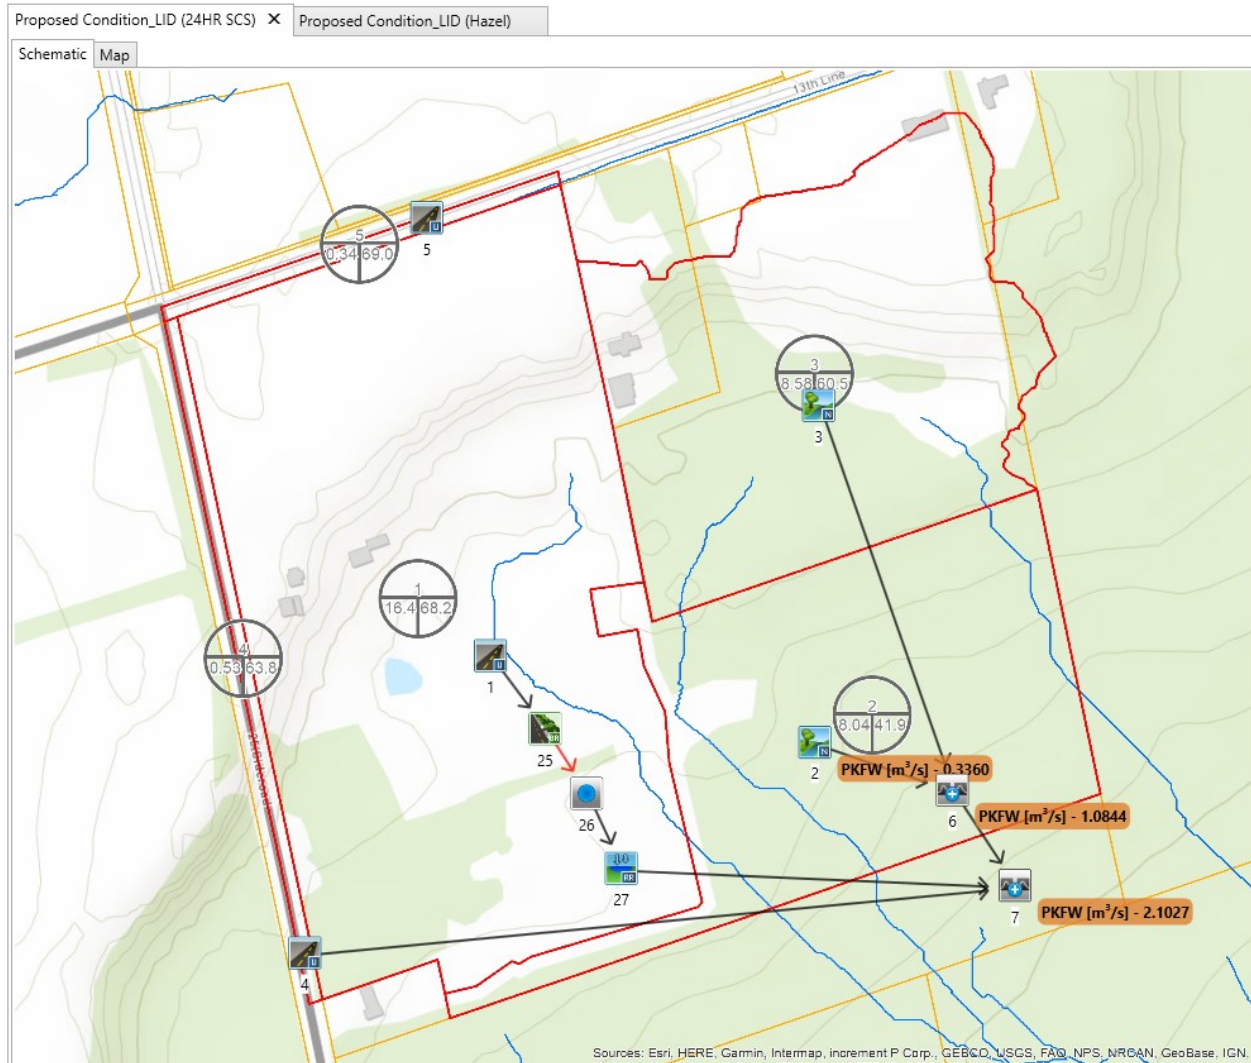 Proposed Condition_LID (24HR SCS) ✕ Proposed Condition_LID (Hazel)
Schematic Map
13th Line
5
0.34 69.0
5
3
8.58 60.5
3
1
16.4 68.2
4
0.53 63.8
1
2
8.04 41.9
25
2
PKFW [m³/s] - 0.3360
26
6
PKFW [m³/s] - 1.0844
27
7
PKFW [m³/s] - 2.1027
4
U
U
N
N
BR
RR
U
Sources: Esri, HERE, Garmin, Intermap, increment P Corp., GEBCO, USGS, FAO, NPS, NRCAN, GeoBase, IGN,